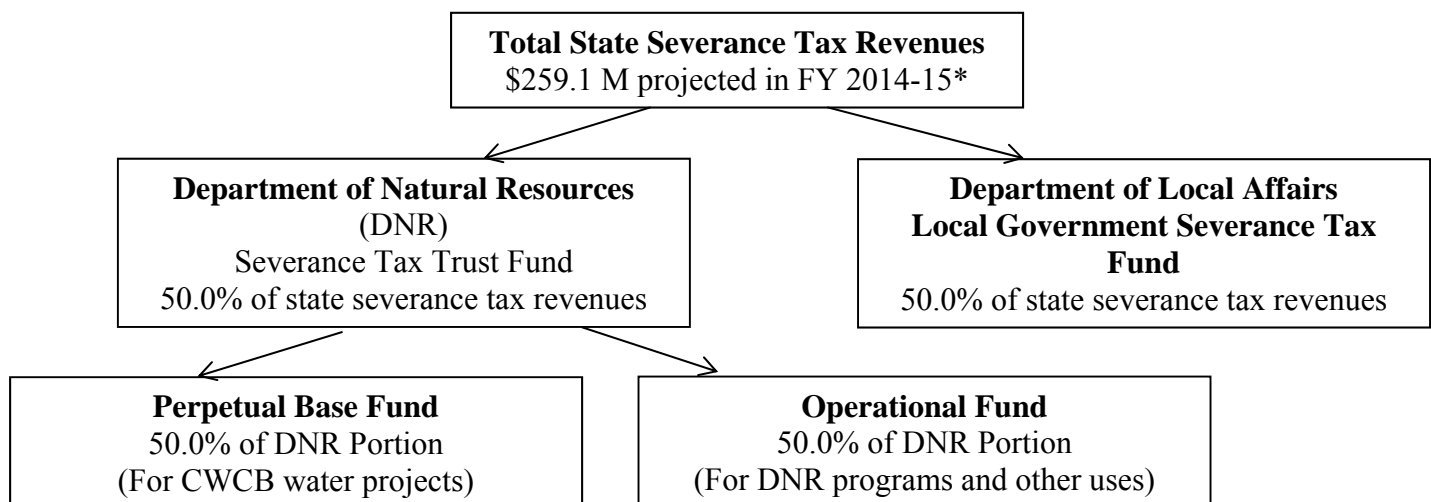 Total State Severance Tax Revenues
$259.1 M projected in FY 2014-15*
Department of Natural Resources
(DNR)
Severance Tax Trust Fund
50.0% of state severance tax revenues
Department of Local Affairs
Local Government Severance Tax
Fund
50.0% of state severance tax revenues
Perpetual Base Fund
50.0% of DNR Portion
(For CWCB water projects)
Operational Fund
50.0% of DNR Portion
(For DNR programs and other uses)